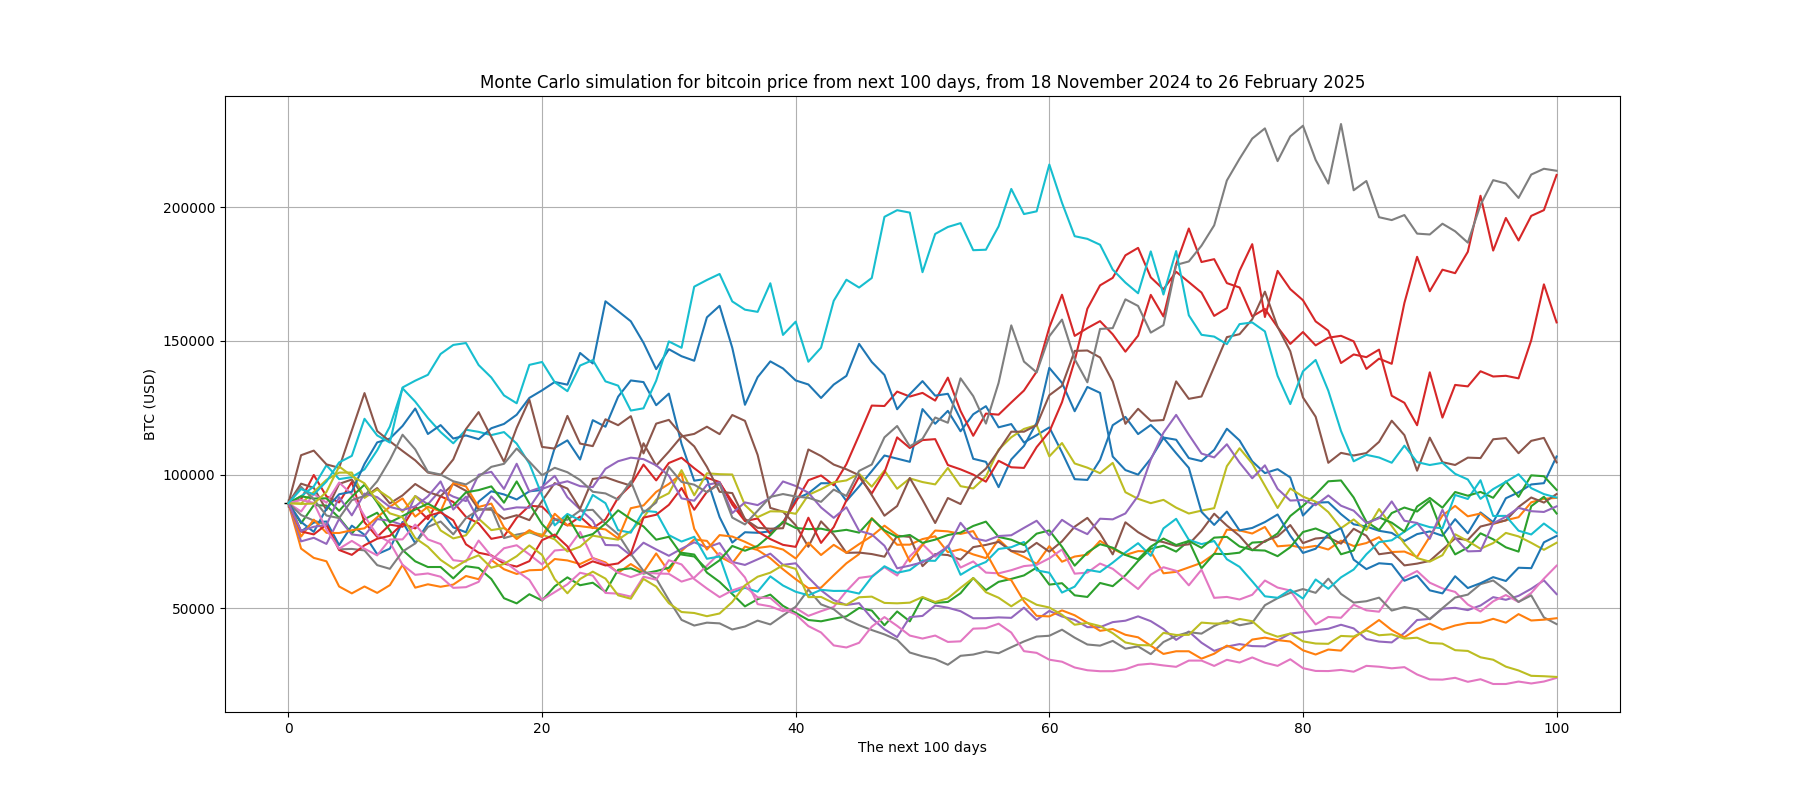 Monte Carlo simulation for bitcoin price from next 100 days, from 18 November 2024 to 26 February 2025
200000
150000
100000
50000
BTC (USD)
0 20 40 60 80 100
The next 100 days